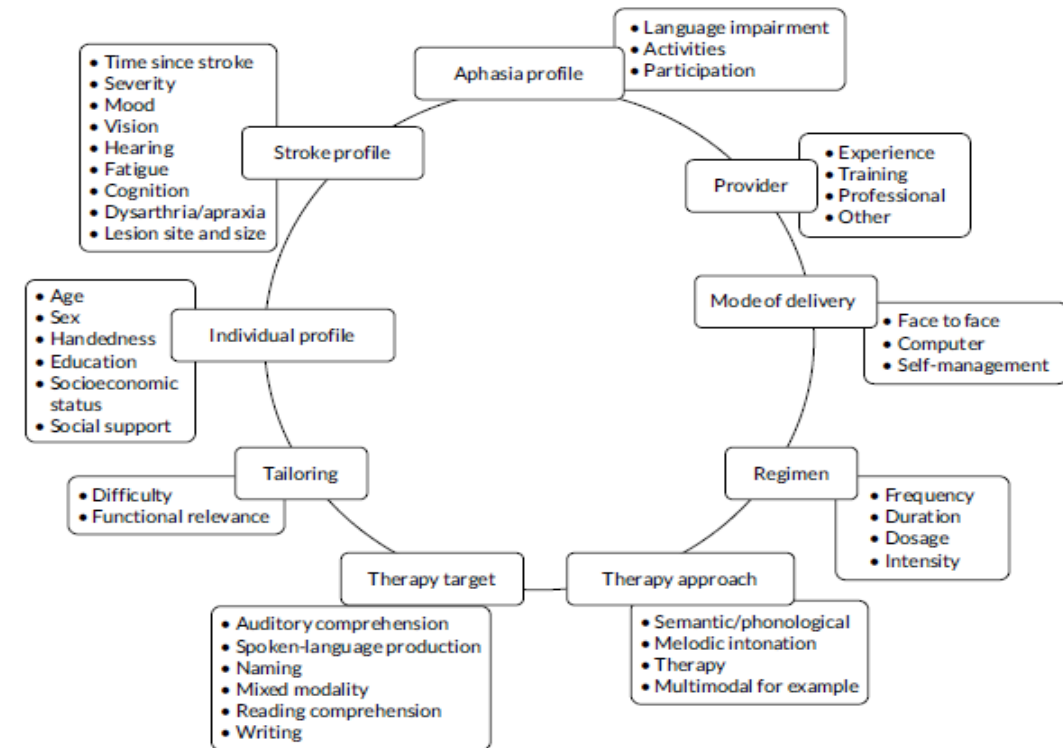 Aphasia profile
• Language impairment
• Activities
• Participation
Provider
• Experience
• Training
• Professional
• Other
Mode of delivery
• Face to face
• Computer
• Self-management
Regimen
• Frequency
• Duration
• Dosage
• Intensity
Therapy approach
• Semantic/phonological
• Melodic intonation
• Therapy
• Multimodal for example
Therapy target
• Auditory comprehension
• Spoken-language production
• Naming
• Mixed modality
• Reading comprehension
• Writing
Tailoring
• Difficulty
• Functional relevance
Individual profile
• Age
• Sex
• Handedness
• Education
• Socioeconomic
status
• Social support
Stroke profile
• Time since stroke
• Severity
• Mood
• Vision
• Hearing
• Fatigue
• Cognition
• Dysarthria/apraxia
• Lesion site and size